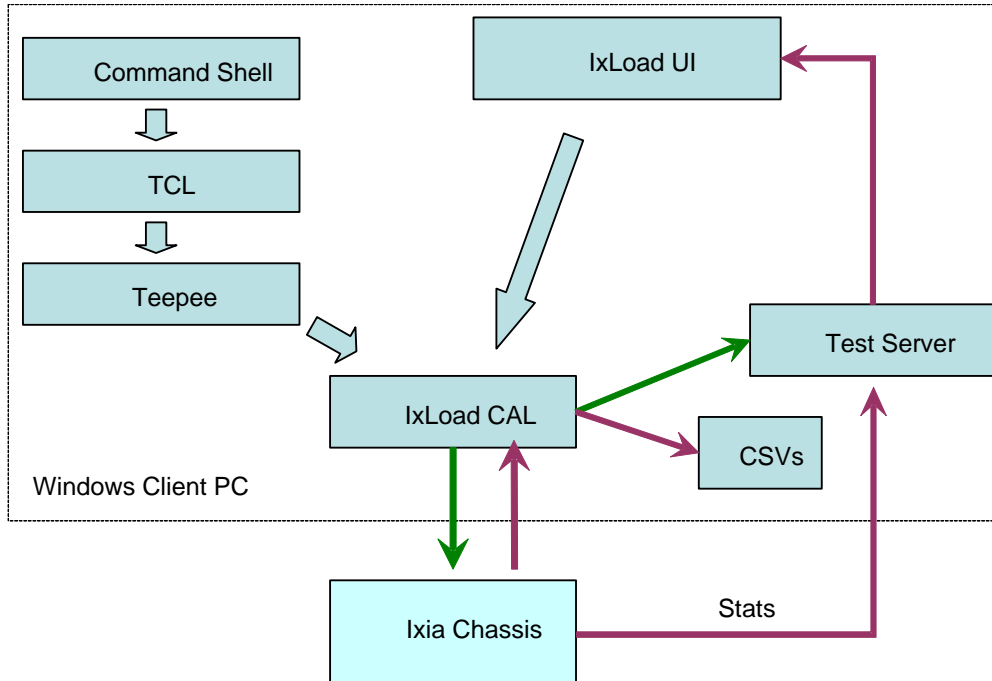 Command Shell
IxLoad UI
TCL
Teepee
Test Server
IxLoad CAL
CSVs
Windows Client PC
Ixia Chassis
Stats